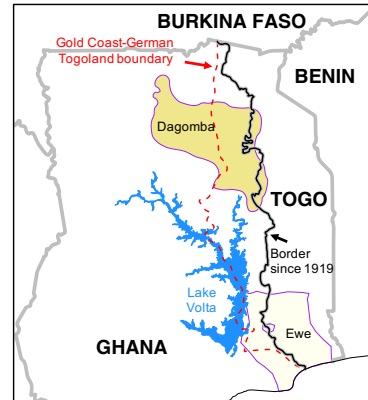 BURKINA FASO
Gold Coast-German
Togoland boundary
BENIN
Dagomba
TOGO
Border
since 1919
Lake
Volta
Ewe
GHANA